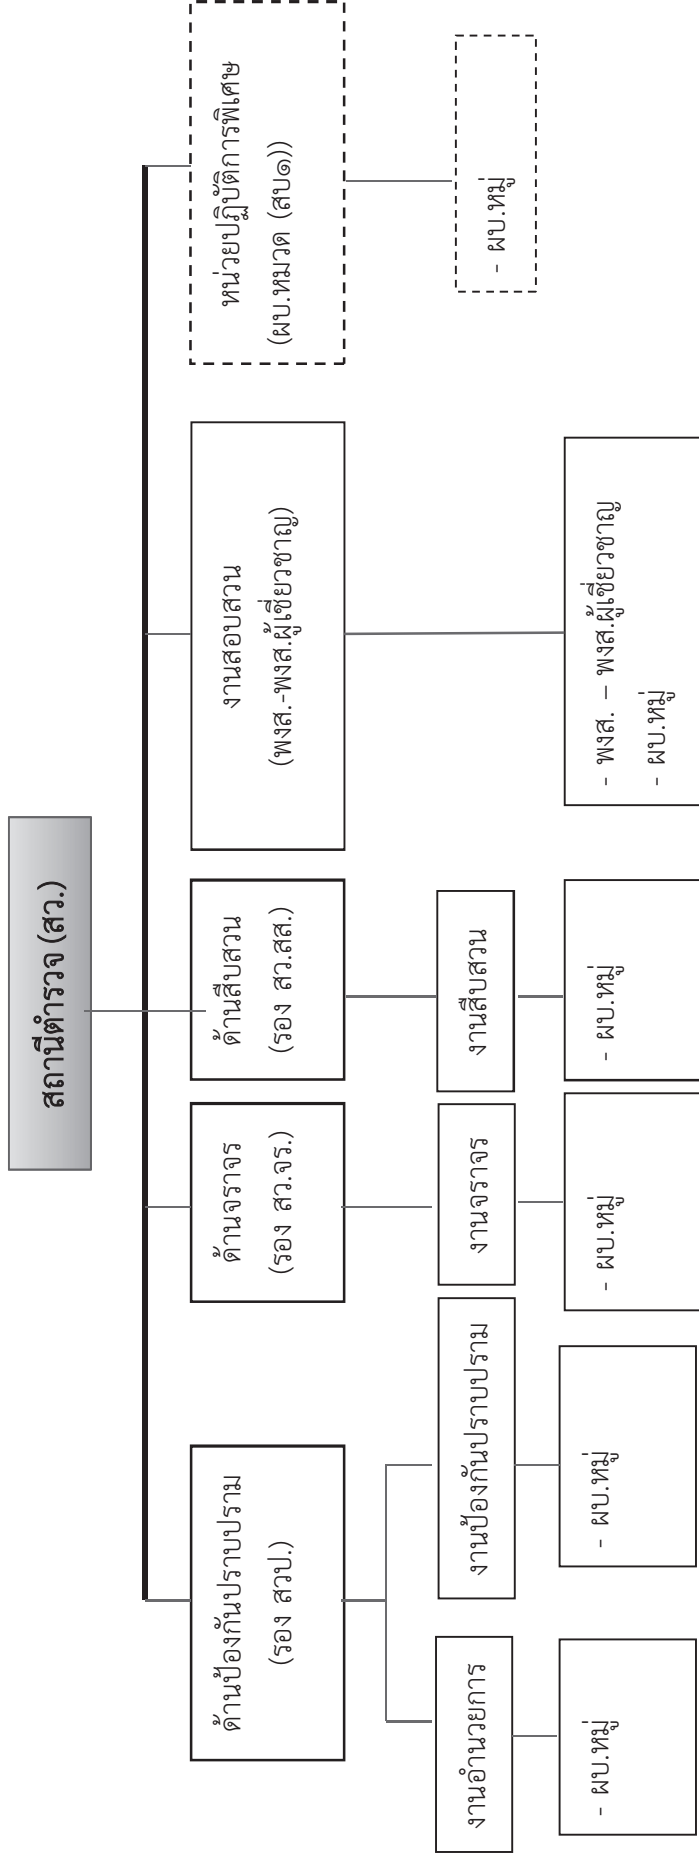 สถานีตำรวจ (สว.)
ด้านป้องกันปราบปราม
(รอง สวป.)
ด้านจราจร
(รอง สว.จร.)
ด้านสืบสวน
(รอง สว.สส.)
งานสอบสวน
(พงส.-พงส.ผู้เชี่ยวชาญ)
หน่วยปฏิบัติการพิเศษ
(ผบ.หมวด (สบ๑))
งานอำนวยการ
งานป้องกันปราบปราม
งานจราจร
งานสืบสวน
- ผบ.หมู่
- ผบ.หมู่
- ผบ.หมู่
- ผบ.หมู่
- พงส. – พงส.ผู้เชี่ยวชาญ
- ผบ.หมู่
- ผบ.หมู่